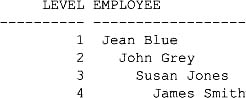 LEVEL EMPLOYEE
---------- ------------------
         1  Jean Blue
         2    John Grey
         3      Susan Jones
         4        James Smith